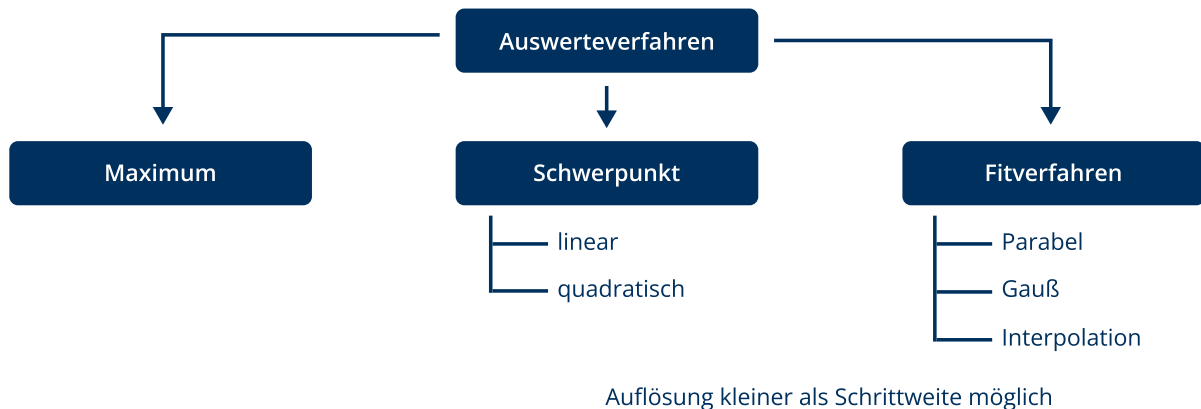 Auswerteverfahren
Maximum
Schwerpunkt
linear
quadratisch
Fitverfahren
Parabel
Gauß
Interpolation
Auflösung kleiner als Schrittweite möglich